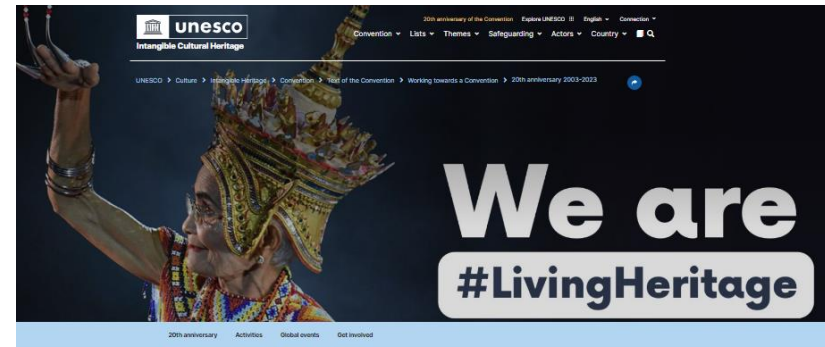 20th anniversary of the Convention Explore UNESCO English Connection
unesco
Intangible Cultural Heritage
Convention Lists Themes Safeguarding Actors Country
UNESCO > Culture > Intangible Heritage > Convention > Text of the Convention > Working towards a Convention > 20th anniversary 2003-2023
We are
#LivingHeritage
20th anniversary Activities Global events Get involved